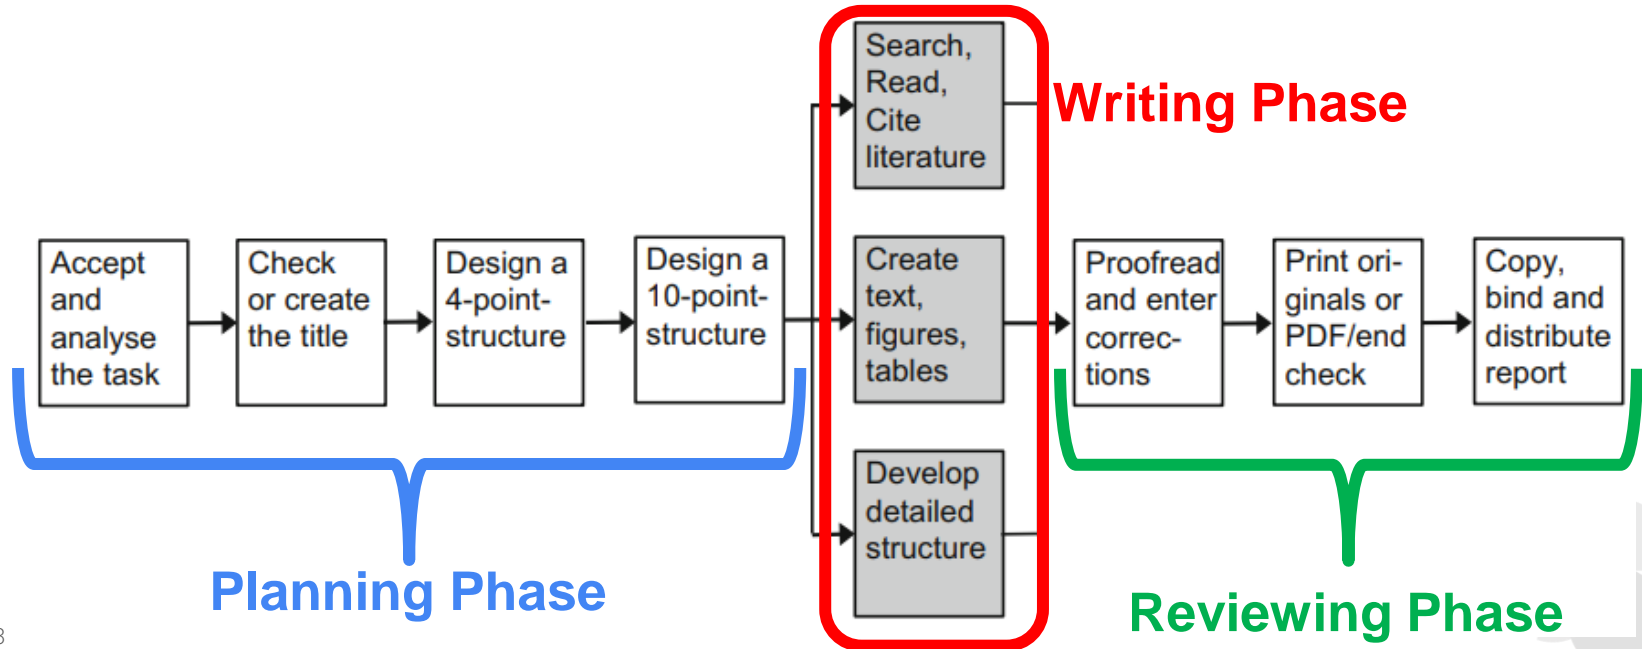 Search,
Read,
Cite
literature
Writing Phase
Accept
and
analyse
the task
Check
or create
the title
Design a
4-point-
structure
Design a
10-point-
structure
Create
text,
figures,
tables
Proofread
and enter
correc-
tions
Print ori-
ginals or
PDF/end
check
Copy,
bind and
distribute
report
Develop
detailed
structure
Planning Phase
Reviewing Phase
3